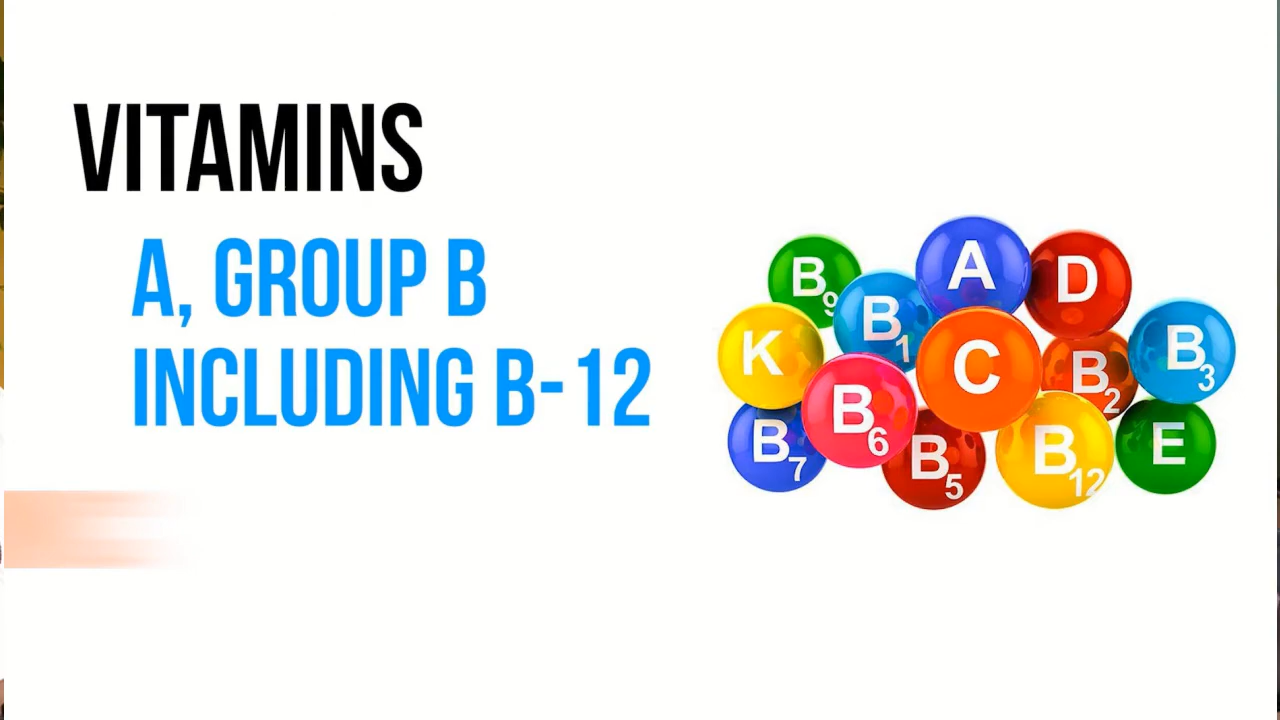 VITAMINS
A, GROUP B
INCLUDING B-12
A
D
B9
B1
B3
K
C
B2
B6
B7
B5
B12
E